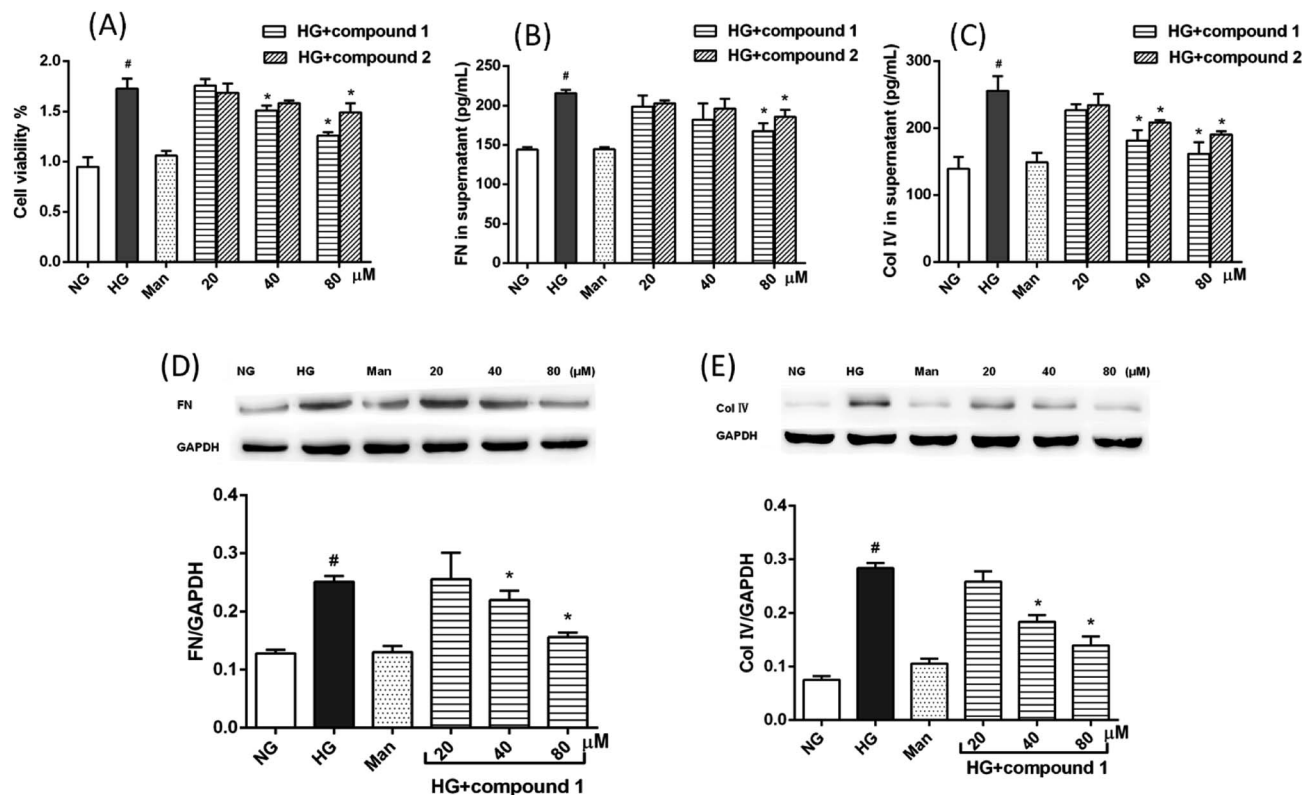 (A)
HG+compound 1
HG+compound 2
Cell viability %
2.0
1.5
1.0
0.5
0.0
#
*
*
*
NG
HG
Man
20
40
80
μM
(B)
HG+compound 1
HG+compound 2
FN in supernatant (pg/mL)
250
200
150
100
50
0
#
*
*
NG
HG
Man
20
40
80
μM
(C)
HG+compound 1
HG+compound 2
Col IV in supernatant (pg/mL)
300
200
100
0
#
*
*
*
*
NG
HG
Man
20
40
80
μM
(D)
NG HG Man 20 40 80 (μM)
FN
GAPDH
FN/GAPDH
0.4
0.3
0.2
0.1
0.0
#
*
*
NG
HG
Man
20
40
80
μM
HG+compound 1
(E)
NG HG Man 20 40 80 (μM)
Col IV
GAPDH
Col IV/GAPDH
0.4
0.3
0.2
0.1
0.0
#
*
*
NG
HG
Man
20
40
80
μM
HG+compound 1